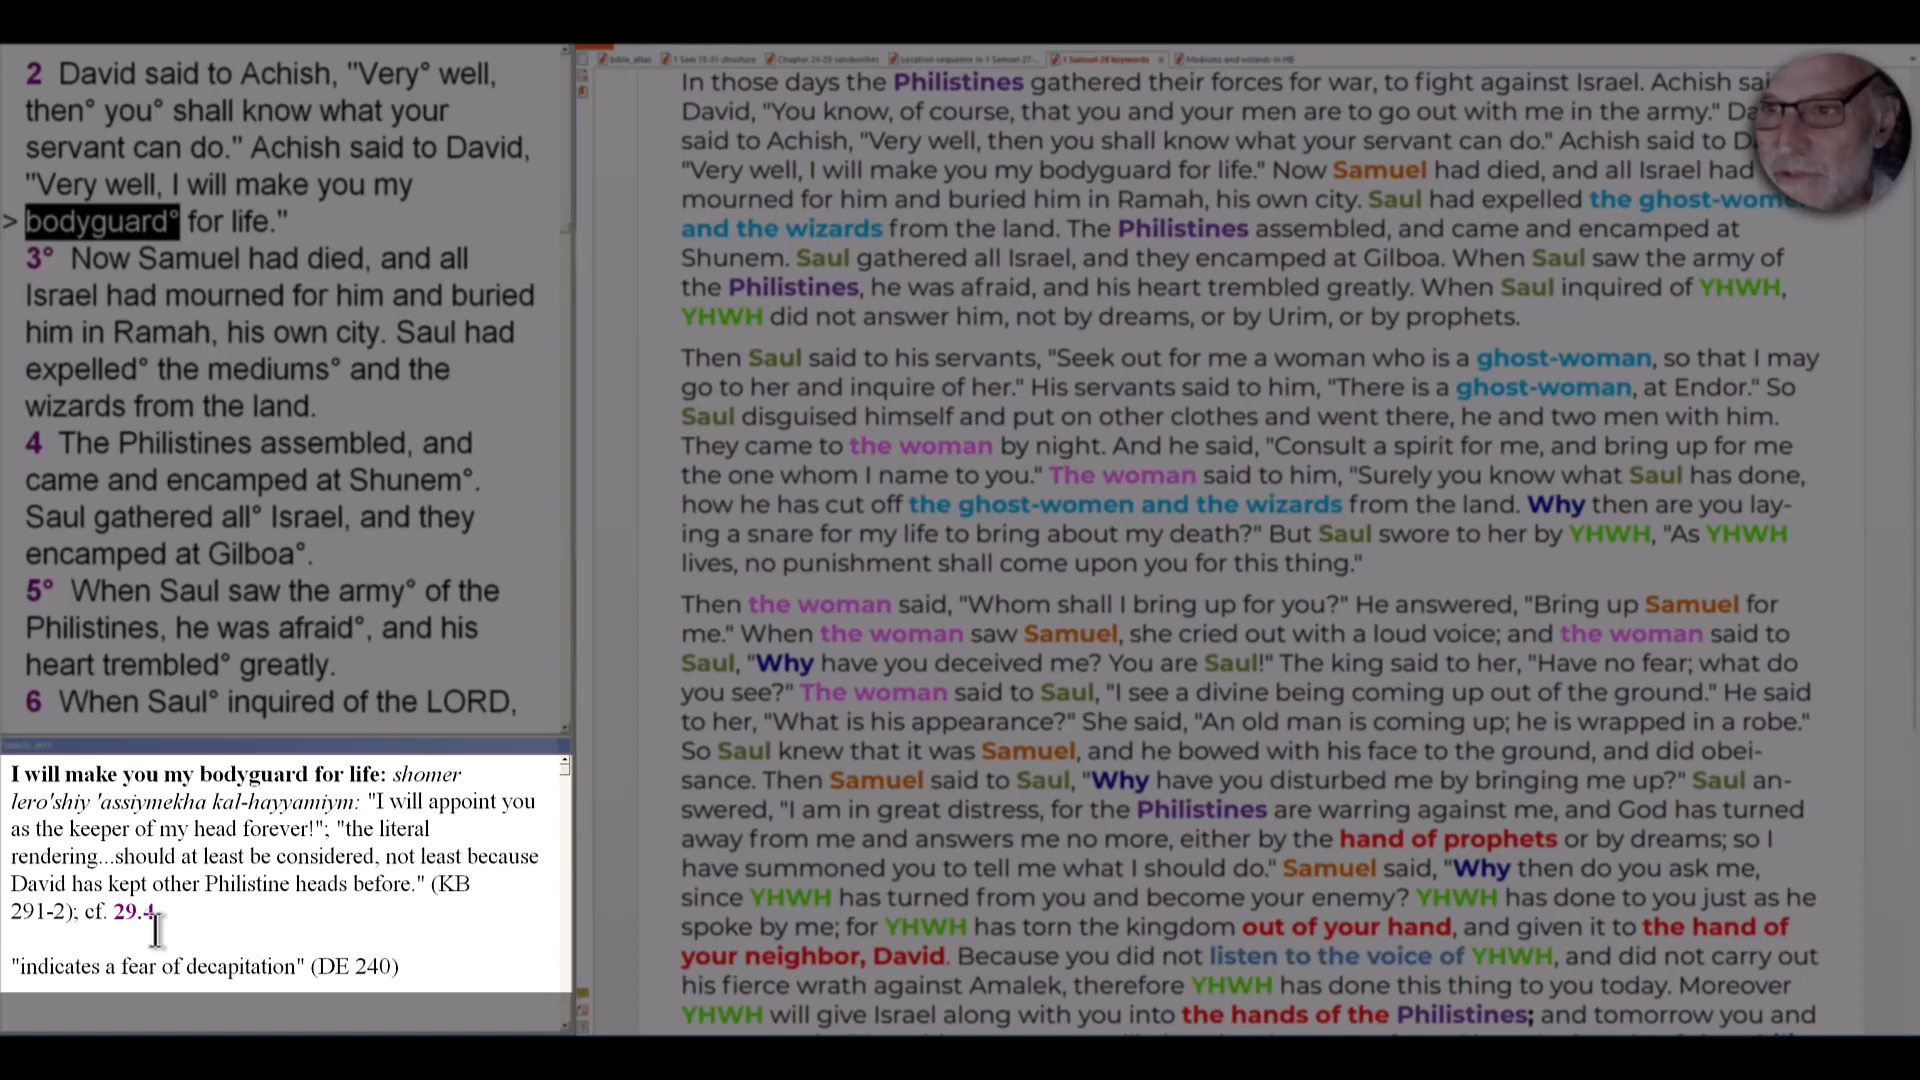 2 David said to Achish, "Very° well,
then° you° shall know what your
servant can do." Achish said to David,
"Very well, I will make you my
> bodyguard° for life."
3° Now Samuel had died, and all
Israel had mourned for him and buried
him in Ramah, his own city. Saul had
expelled° the mediums° and the
wizards from the land.
4 The Philistines assembled, and
came and encamped at Shunem°.
Saul gathered all° Israel, and they
encamped at Gilboa°.
5° When Saul saw the army° of the
Philistines, he was afraid°, and his
heart trembled° greatly.
6 When Saul° inquired of the LORD,
I will make you my bodyguard for life: shomer
lero'shiy 'assiymekha kal-hayyamiym: "I will appoint you
as the keeper of my head forever!"; "the literal
rendering...should at least be considered, not least because
David has kept other Philistine heads before." (KB
291-2); cf. 29.4
"indicates a fear of decapitation" (DE 240)
bible_atlas 1 Sam 15-31 structure Chapter 24-26 sandwiches Location sequence in 1 Samuel 27-... 1 Samuel 28 keywords Mediums and wizards in HB
In those days the Philistines gathered their forces for war, to fight against Israel. Achish sai
David, "You know, of course, that you and your men are to go out with me in the army." Da
said to Achish, "Very well, then you shall know what your servant can do." Achish said to D
"Very well, I will make you my bodyguard for life." Now Samuel had died, and all Israel had
mourned for him and buried him in Ramah, his own city. Saul had expelled the ghost-wome
and the wizards from the land. The Philistines assembled, and came and encamped at
Shunem. Saul gathered all Israel, and they encamped at Gilboa. When Saul saw the army of
the Philistines, he was afraid, and his heart trembled greatly. When Saul inquired of YHWH,
YHWH did not answer him, not by dreams, or by Urim, or by prophets.
Then Saul said to his servants, "Seek out for me a woman who is a ghost-woman, so that I may
go to her and inquire of her." His servants said to him, "There is a ghost-woman, at Endor." So
Saul disguised himself and put on other clothes and went there, he and two men with him.
They came to the woman by night. And he said, "Consult a spirit for me, and bring up for me
the one whom I name to you." The woman said to him, "Surely you know what Saul has done,
how he has cut off the ghost-women and the wizards from the land. Why then are you lay-
ing a snare for my life to bring about my death?" But Saul swore to her by YHWH, "As YHWH
lives, no punishment shall come upon you for this thing."
Then the woman said, "Whom shall I bring up for you?" He answered, "Bring up Samuel for
me." When the woman saw Samuel, she cried out with a loud voice; and the woman said to
Saul, "Why have you deceived me? You are Saul!" The king said to her, "Have no fear; what do
you see?" The woman said to Saul, "I see a divine being coming up out of the ground." He said
to her, "What is his appearance?" She said, "An old man is coming up; he is wrapped in a robe."
So Saul knew that it was Samuel, and he bowed with his face to the ground, and did obei-
sance. Then Samuel said to Saul, "Why have you disturbed me by bringing me up?" Saul an-
swered, "I am in great distress, for the Philistines are warring against me, and God has turned
away from me and answers me no more, either by the hand of prophets or by dreams; so I
have summoned you to tell me what I should do." Samuel said, "Why then do you ask me,
since YHWH has turned from you and become your enemy? YHWH has done to you just as he
spoke by me; for YHWH has torn the kingdom out of your hand, and given it to the hand of
your neighbor, David. Because you did not listen to the voice of YHWH, and did not carry out
his fierce wrath against Amalek, therefore YHWH has done this thing to you today. Moreover
YHWH will give Israel along with you into the hands of the Philistines; and tomorrow you and